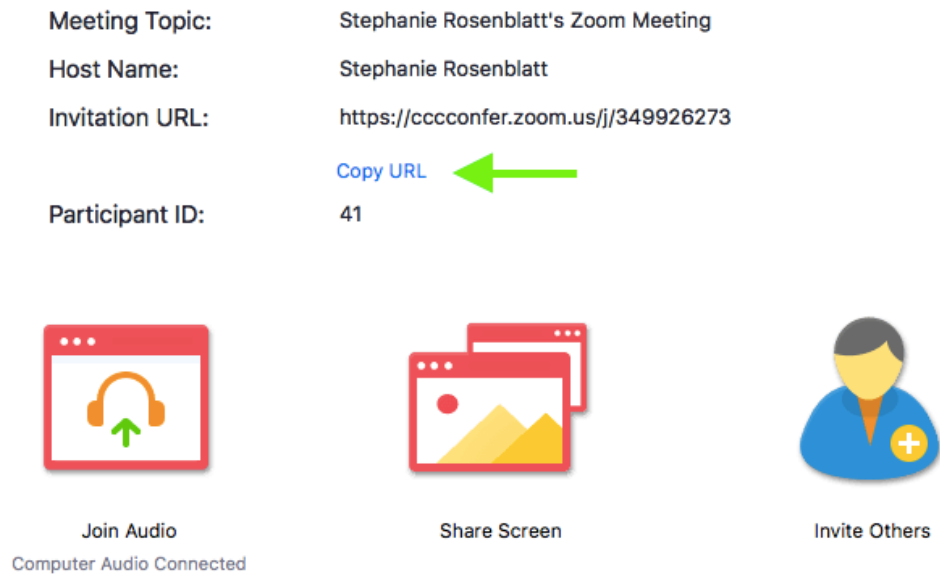 Meeting Topic: Stephanie Rosenblatt's Zoom Meeting
Host Name: Stephanie Rosenblatt
Invitation URL: https://cccconfer.zoom.us/j/349926273
Copy URL
Participant ID: 41
Join Audio Share Screen Invite Others
Computer Audio Connected